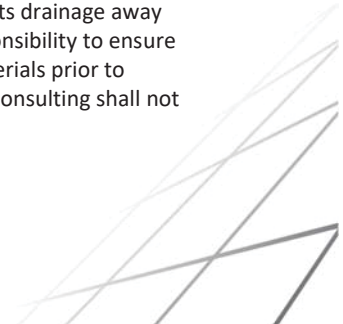 ts drainage away
onsibility to ensure
erials prior to
onsulting shall not